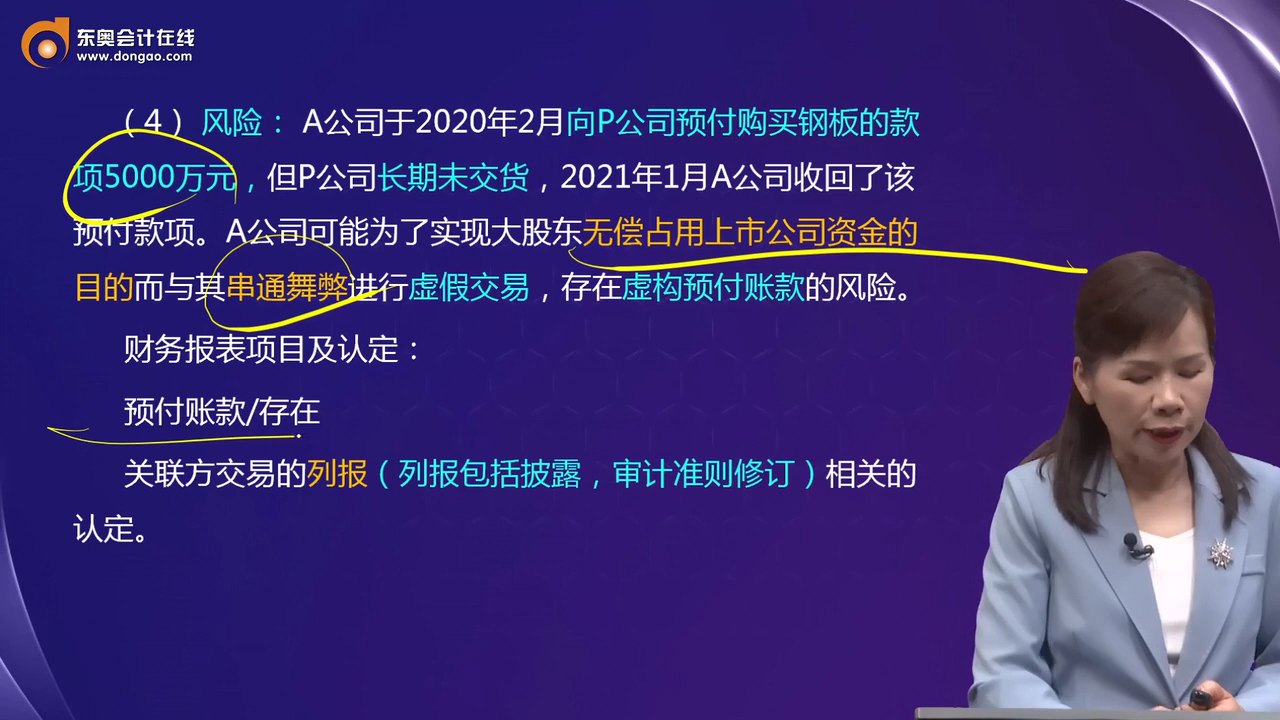 东奥会计在线
www.dongao.com
（4）风险： A公司于2020年2月向P公司预付购买钢板的款
项5000万元，但P公司长期未交货，2021年1月A公司收回了该
预付款项。A公司可能为了实现大股东无偿占用上市公司资金的
目的而与其串通舞弊进行虚假交易，存在虚构预付账款的风险。
财务报表项目及认定：
预付账款/存在
关联方交易的列报（列报包括披露，审计准则修订）相关的
认定。